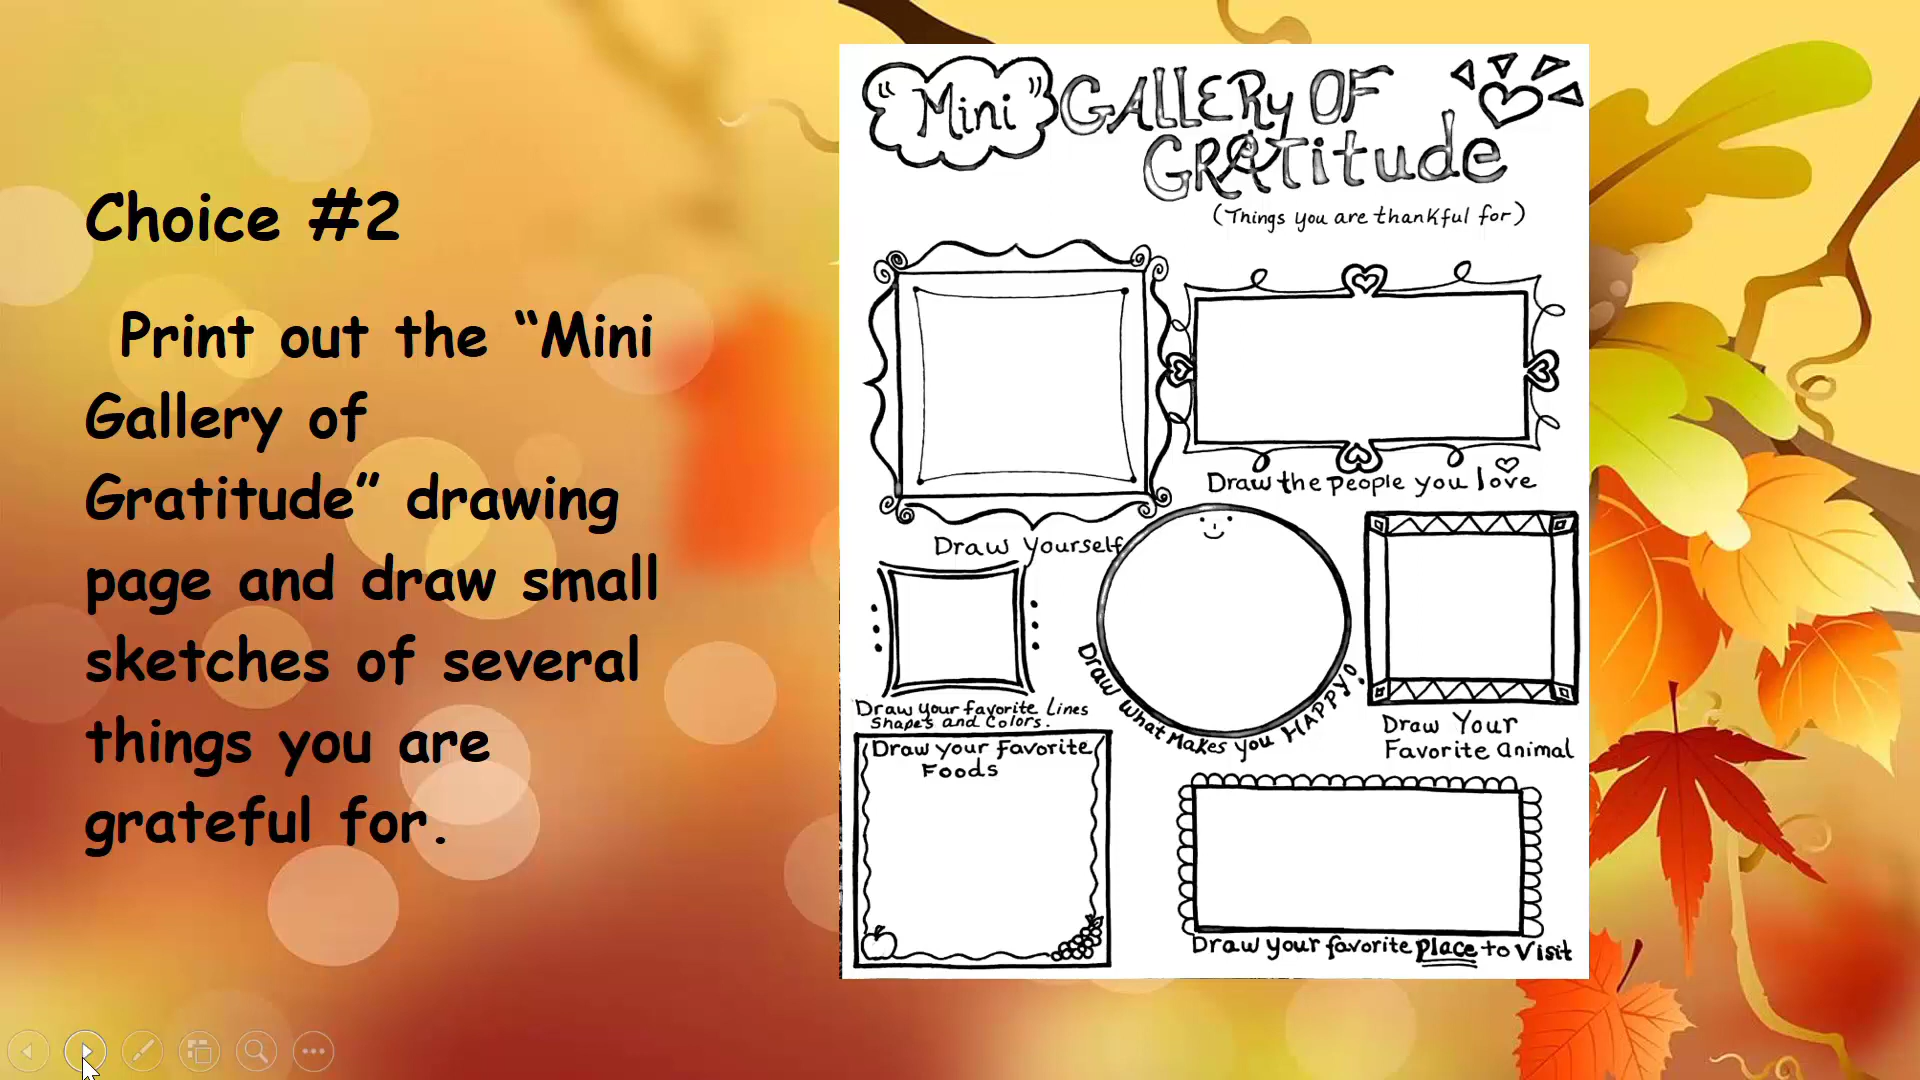 Choice #2
Print out the “Mini
Gallery of
Gratitude” drawing
page and draw small
sketches of several
things you are
grateful for.
"Mini" GALLERY OF
GRATitude
(Things you are thankful for)
Draw the people you love
Draw yourself
Draw your favorite Lines
Shapes and Colors.
Draw What Makes you HAPPY!
Draw Your
Favorite animal
Draw your favorite
Foods
Draw your favorite place to Visit